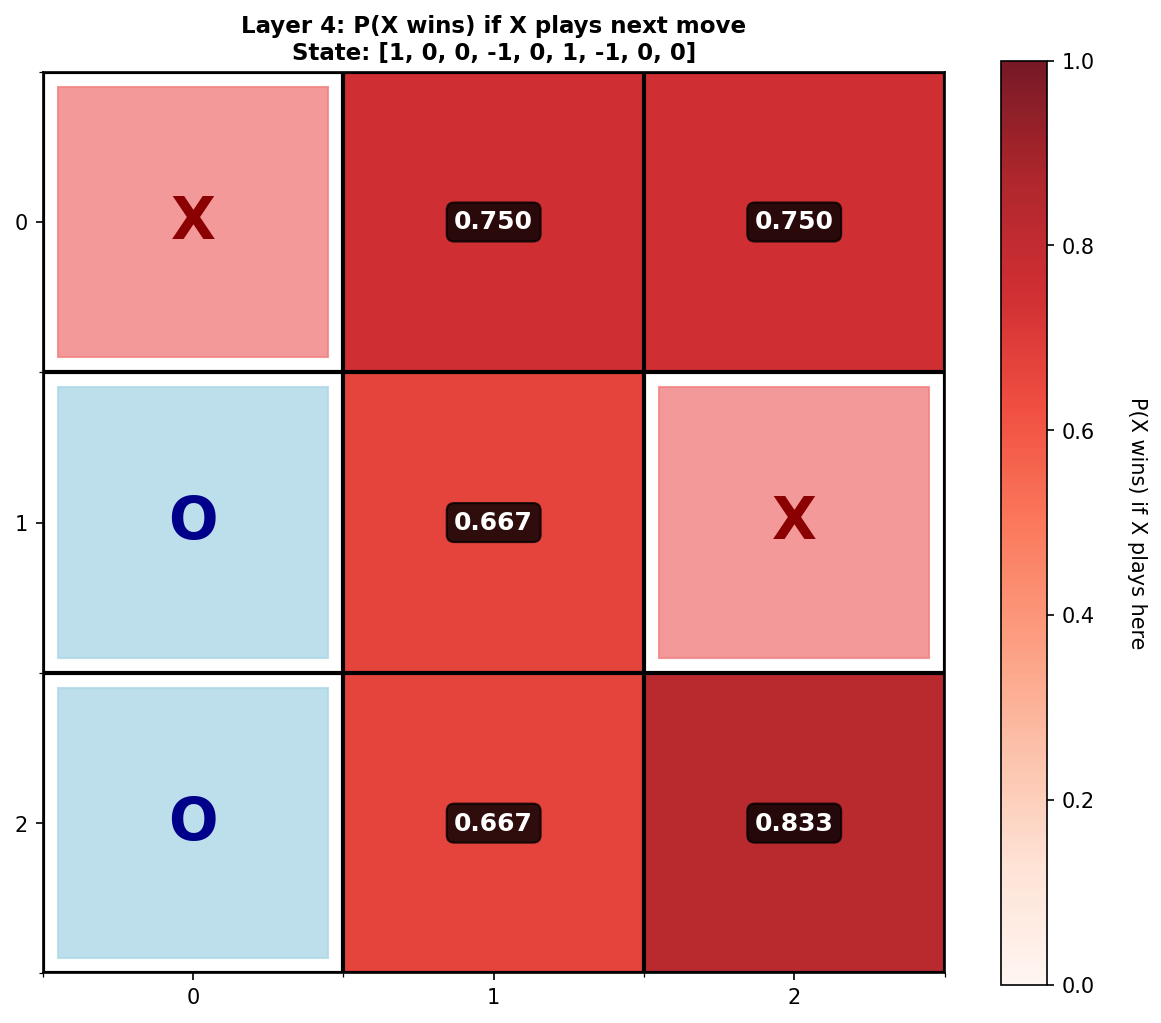 Layer 4: P(X wins) if X plays next move
State: [1, 0, 0, -1, 0, 1, -1, 0, 0]
X
0.750
0.750
O
0.667
X
O
0.667
0.833
0
1
2
0
1
2
1.0
0.8
0.6
0.4
0.2
0.0
P(X wins) if X plays here